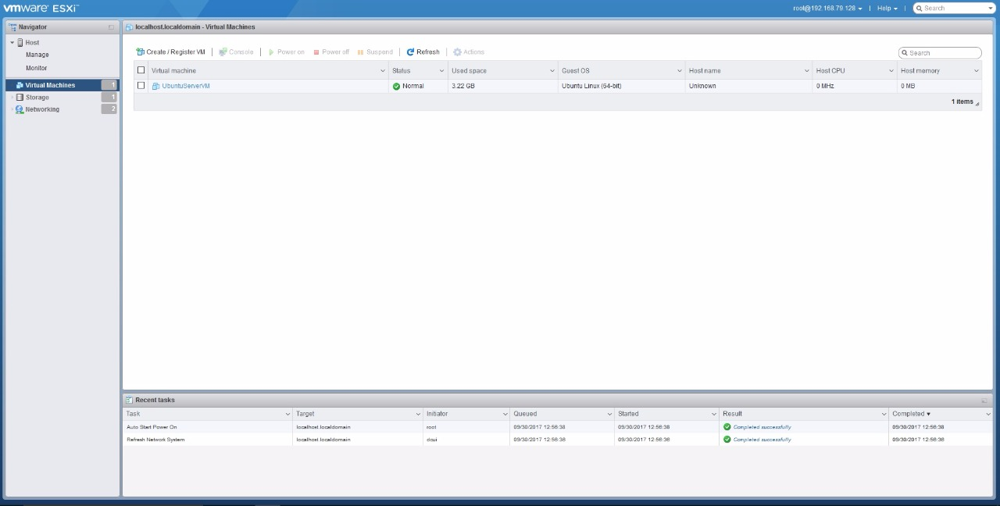 vmware ESXi™ root@192.168.79.128 | Help | Search
Navigator
Host
Manage
Monitor
Virtual Machines 1
Storage 1
Networking 2
localhost.localdomain - Virtual Machines
Create / Register VM | Console | Power on Power off Suspend | Refresh | Actions Search
Virtual machine Status Used space Guest OS Host name Host CPU Host memory
UbuntuServerVM Normal 3.22 GB Ubuntu Linux (64-bit) Unknown 0 MHz 0 MB
1 items
Recent tasks
Task Target Initiator Queued Started Result Completed
Auto Start Power On localhost.localdomain root 09/30/2017 12:56:38 09/30/2017 12:56:38 Completed successfully 09/30/2017 12:56:38
Refresh Network System localhost.localdomain dcui 09/30/2017 12:56:36 09/30/2017 12:56:36 Completed successfully 09/30/2017 12:56:36